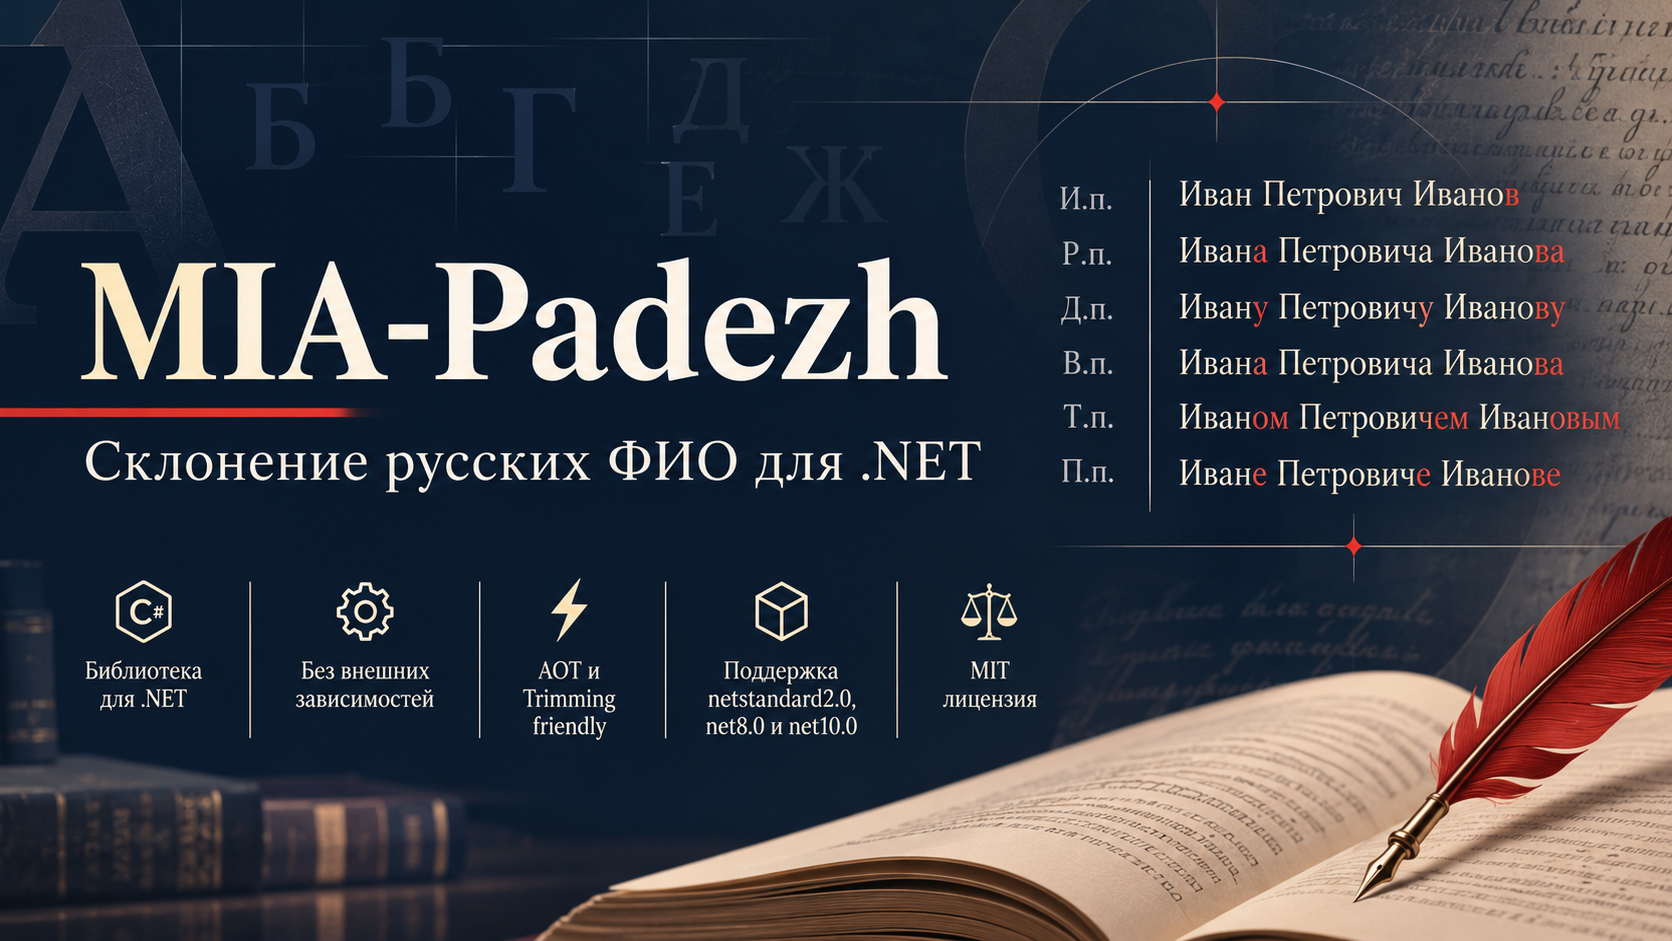 А
Б
Б
Г
Д
Е
Ж
MIA-Padezh
Склонение русских ФИО для .NET
И.п. Иван Петрович Иванов
Р.п. Ивана Петровича Иванова
Д.п. Ивану Петровичу Иванову
В.п. Ивана Петровича Иванова
Т.п. Иваном Петровичем Ивановым
П.п. Иване Петровиче Иванове
C#
Библиотека
для .NET
Без внешних
зависимостей
AOT и
Trimming
friendly
Поддержка
netstandard2.0,
net8.0 и net10.0
MIT
лицензия